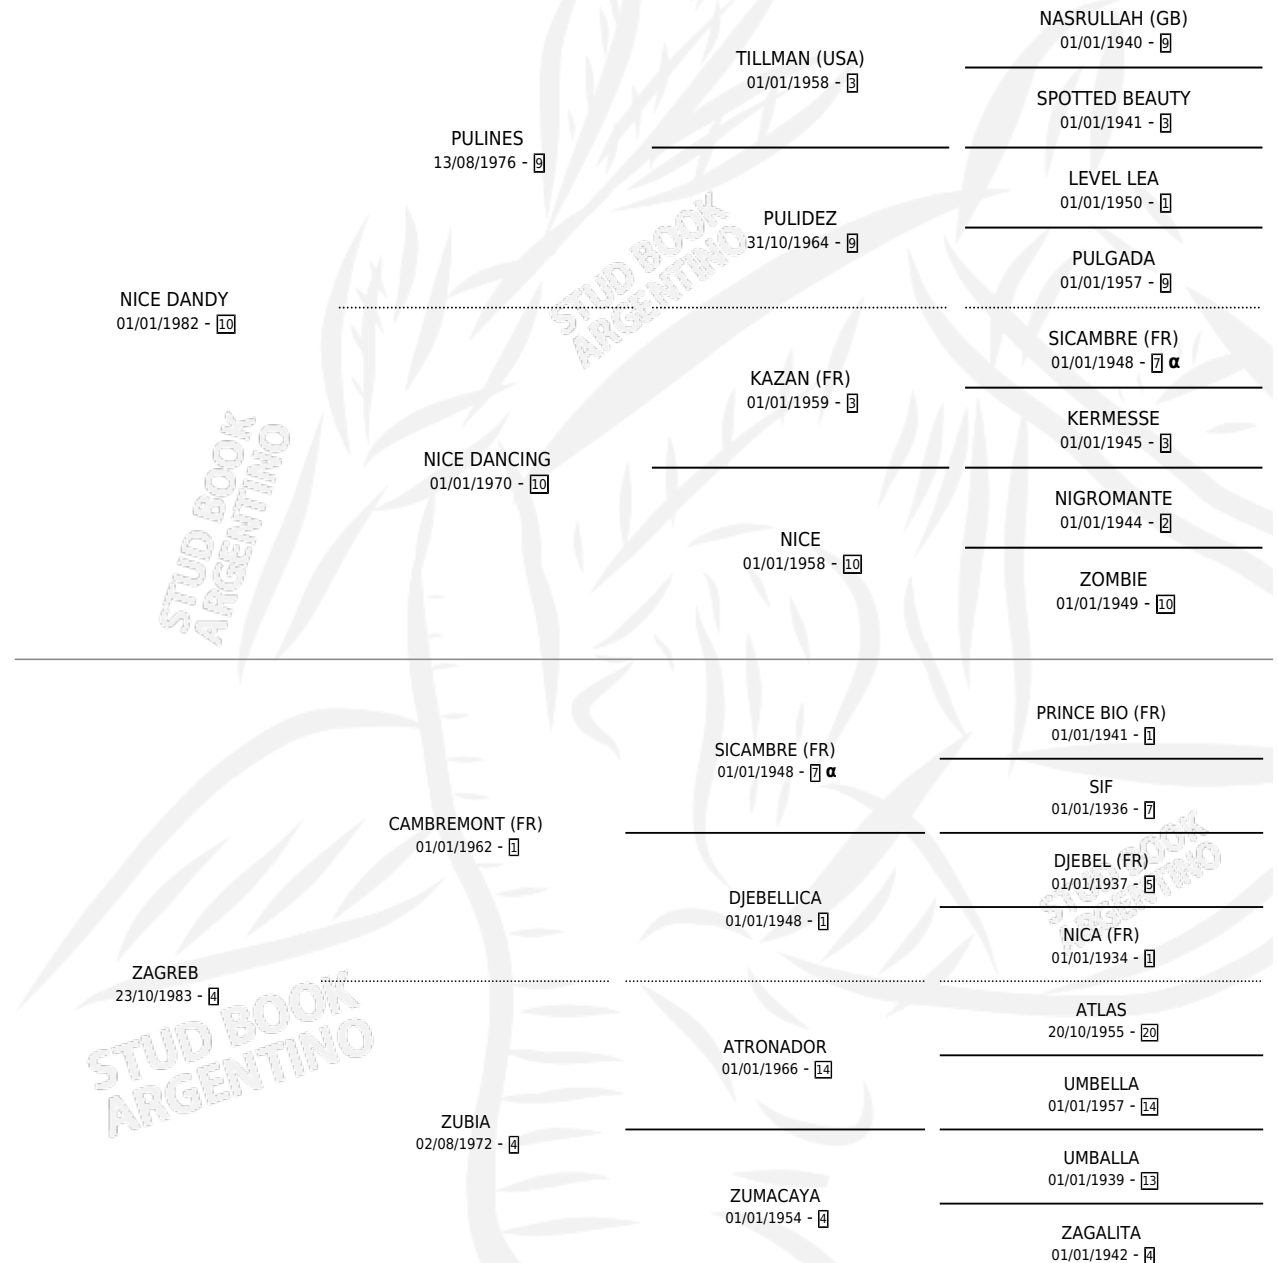 NASRULLAH (GB)
01/01/1940 - 9
TILLMAN (USA)
01/01/1958 - 3
SPOTTED BEAUTY
01/01/1941 - 3
PULINES
13/08/1976 - 9
LEVEL LEA
01/01/1950 - 1
PULIDEZ
31/10/1964 - 9
PULGADA
01/01/1957 - 9
STUD BOOK
ARGENTINO
NICE DANDY
01/01/1982 - 10
SICAMBRE (FR)
01/01/1948 - 7 α
KAZAN (FR)
01/01/1959 - 3
KERMESSE
01/01/1945 - 3
NICE DANCING
01/01/1970 - 10
NIGROMANTE
01/01/1944 - 2
NICE
01/01/1958 - 10
ZOMBIE
01/01/1949 - 10
STUD BOOK
ARGENTINO
PRINCE BIO (FR)
01/01/1941 - 1
SICAMBRE (FR)
01/01/1948 - 7 α
SIF
01/01/1936 - 7
CAMBREMONT (FR)
01/01/1962 - 1
DJEBEL (FR)
01/01/1937 - 5
DJEBELLICA
01/01/1948 - 1
NICA (FR)
01/01/1934 - 1
STUD BOOK
ARGENTINO
ZAGREB
23/10/1983 - 4
ATLAS
20/10/1955 - 20
ATRONADOR
01/01/1966 - 14
UMBELLA
01/01/1957 - 14
ZUBIA
02/08/1972 - 4
UMBALLA
01/01/1939 - 13
ZUMACAYA
01/01/1954 - 4
ZAGALITA
01/01/1942 - 4
STUD BOOK
ARGENTINO